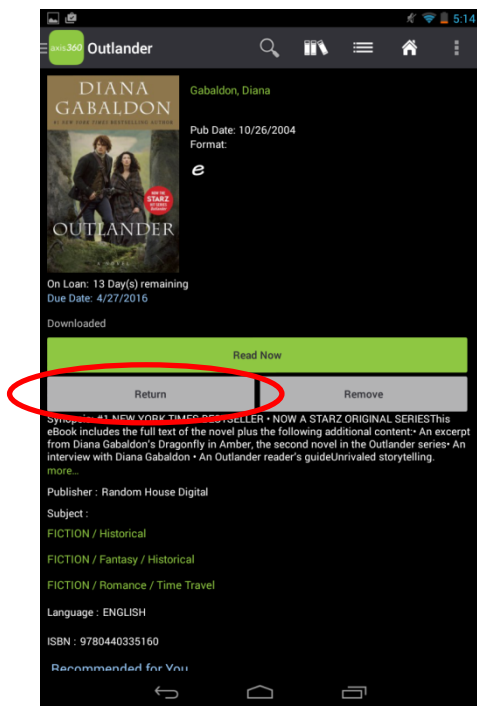 5:14
axis360 Outlander
DIANA
GABALDON
#1 NEW YORK TIMES BESTSELLING AUTHOR
NOW THE
STARZ
HIT SERIES
Outlander
OUTLANDER
A NOVEL
Gabaldon, Diana
Pub Date: 10/26/2004
Format:
e
On Loan: 13 Day(s) remaining
Due Date: 4/27/2016
Downloaded
Read Now
Return Remove
Synopsis: #1 NEW YORK TIMES BESTSELLER • NOW A STARZ ORIGINAL SERIESThis
eBook includes the full text of the novel plus the following additional content:• An excerpt
from Diana Gabaldon's Dragonfly in Amber, the second novel in the Outlander series• An
interview with Diana Gabaldon • An Outlander reader's guideUnrivaled storytelling.
more...
Publisher : Random House Digital
Subject :
FICTION / Historical
FICTION / Fantasy / Historical
FICTION / Romance / Time Travel
Language : ENGLISH
ISBN : 9780440335160
Recommended for You